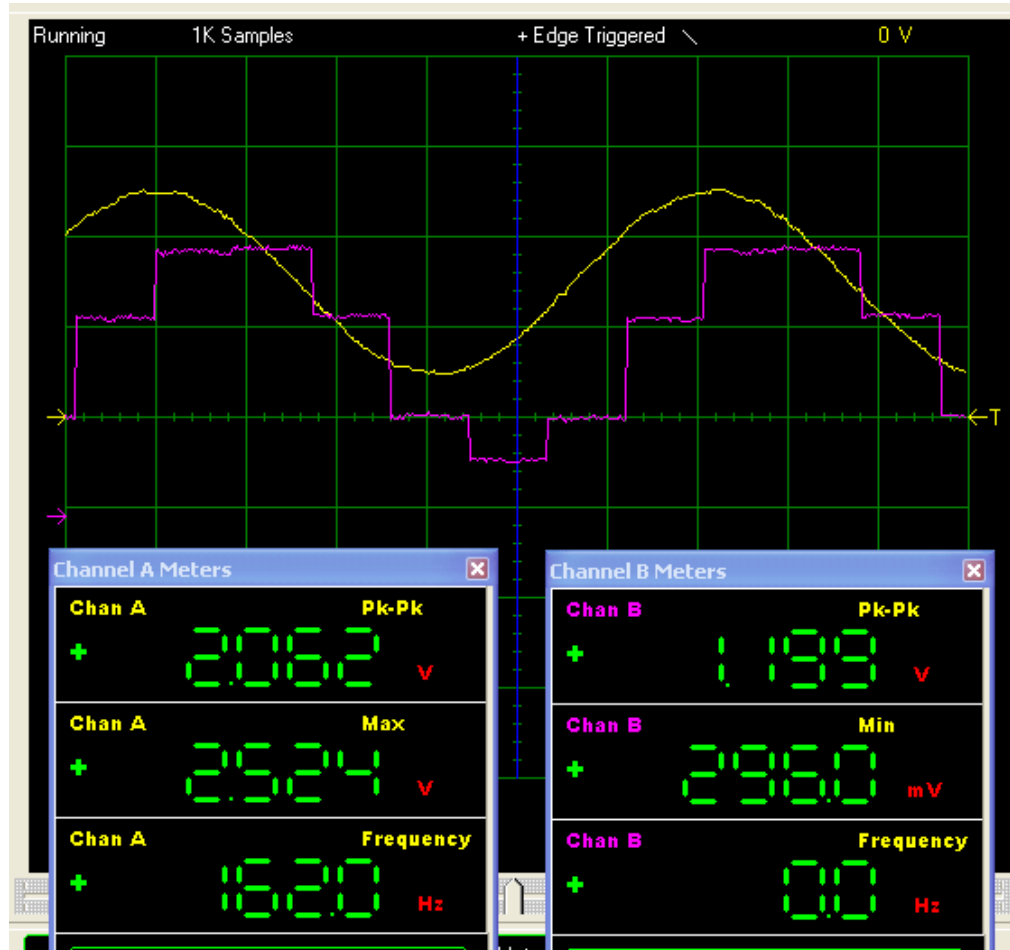 Running 1K Samples + Edge Triggered 0 V
T
Channel A Meters
Chan A Pk-Pk
+ 2.062 V
Chan A Max
+ 2.524 V
Chan A Frequency
+ 162.0 Hz
Channel B Meters
Chan B Pk-Pk
+ 1.199 V
Chan B Min
+ 296.0 mV
Chan B Frequency
+ 0.0 Hz